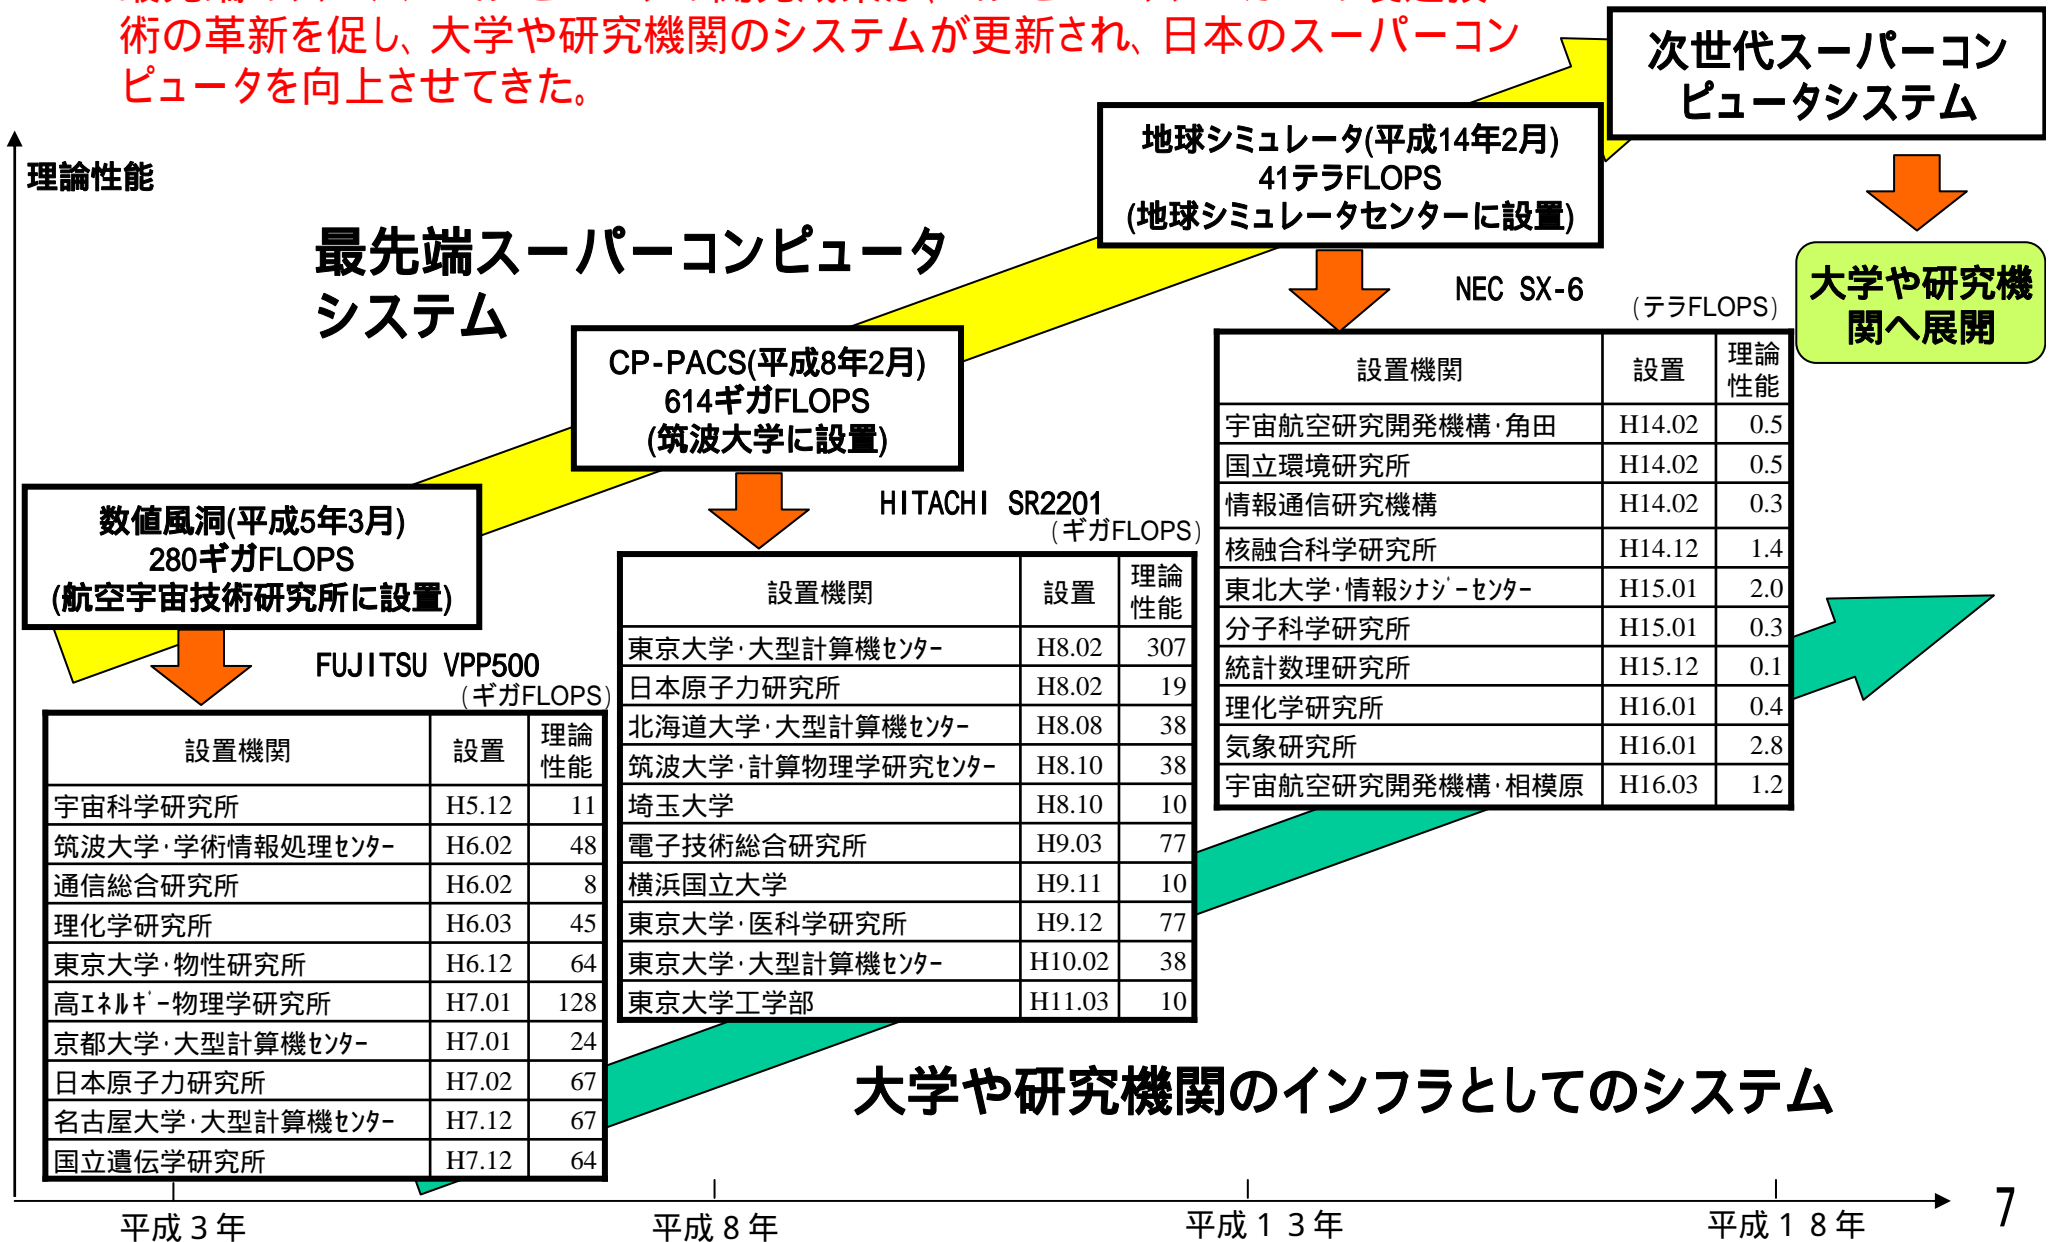 術の革新を促し、大学や研究機関のシステムが更新され、日本のスーパーコン
ピュータを向上させてきた。
次世代スーパーコン
ピュータシステム
理論性能
地球シミュレータ(平成14年2月)
41テラFLOPS
(地球シミュレータセンターに設置)
最先端スーパーコンピュータ
システム
大学や研究機
関へ展開
NEC SX-6
(テラFLOPS)
設置機関 設置 理論性能
宇宙航空研究開発機構・角田 H14.02 0.5
国立環境研究所 H14.02 0.5
情報通信研究機構 H14.02 0.3
核融合科学研究所 H14.12 1.4
東北大学・情報ｼﾅｼﾞｰｾﾝﾀｰ H15.01 2.0
分子科学研究所 H15.01 0.3
統計数理研究所 H15.12 0.1
理化学研究所 H16.01 0.4
気象研究所 H16.01 2.8
宇宙航空研究開発機構・相模原 H16.03 1.2
CP-PACS(平成8年2月)
614ギガFLOPS
(筑波大学に設置)
HITACHI SR2201
(ギガFLOPS)
設置機関 設置 理論性能
東京大学・大型計算機ｾﾝﾀｰ H8.02 307
日本原子力研究所 H8.02 19
北海道大学・大型計算機ｾﾝﾀｰ H8.08 38
筑波大学・計算物理学研究ｾﾝﾀｰ H8.10 38
埼玉大学 H8.10 10
電子技術総合研究所 H9.03 77
横浜国立大学 H9.11 10
東京大学・医科学研究所 H9.12 77
東京大学・大型計算機ｾﾝﾀｰ H10.02 38
東京大学工学部 H11.03 10
数値風洞(平成5年3月)
280ギガFLOPS
(航空宇宙技術研究所に設置)
FUJITSU VPP500
(ギガFLOPS)
設置機関 設置 理論性能
宇宙科学研究所 H5.12 11
筑波大学・学術情報処理ｾﾝﾀｰ H6.02 48
通信総合研究所 H6.02 8
理化学研究所 H6.03 45
東京大学・物性研究所 H6.12 64
高ｴﾈﾙｷﾞｰ物理学研究所 H7.01 128
京都大学・大型計算機ｾﾝﾀｰ H7.01 24
日本原子力研究所 H7.02 67
名古屋大学・大型計算機ｾﾝﾀｰ H7.12 67
国立遺伝学研究所 H7.12 64
大学や研究機関のインフラとしてのシステム
平成３年 平成８年 平成１３年 平成１８年
7